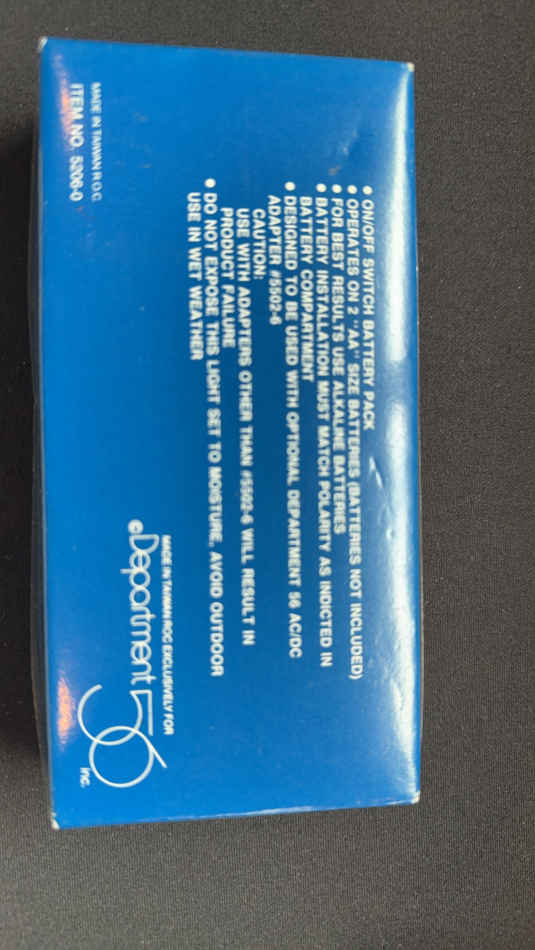 ● ON/OFF SWITCH BATTERY PACK
● OPERATES ON 2 "AA" SIZE BATTERIES (BATTERIES NOT INCLUDED)
● FOR BEST RESULTS USE ALKALINE BATTERIES
● BATTERY INSTALLATION MUST MATCH POLARITY AS INDICTED IN
BATTERY COMPARTMENT
● DESIGNED TO BE USED WITH OPTIONAL DEPARTMENT 56 AC/DC
ADAPTER #5502-6
CAUTION:
USE WITH ADAPTERS OTHER THAN #5502-6 WILL RESULT IN
PRODUCT FAILURE
● DO NOT EXPOSE THIS LIGHT SET TO MOISTURE, AVOID OUTDOOR
USE IN WET WEATHER
MADE IN TAIWAN ROC EXCLUSIVELY FOR
©Department 56 inc.
MADE IN TAIWAN R.O.C.
ITEM NO. 5206-0